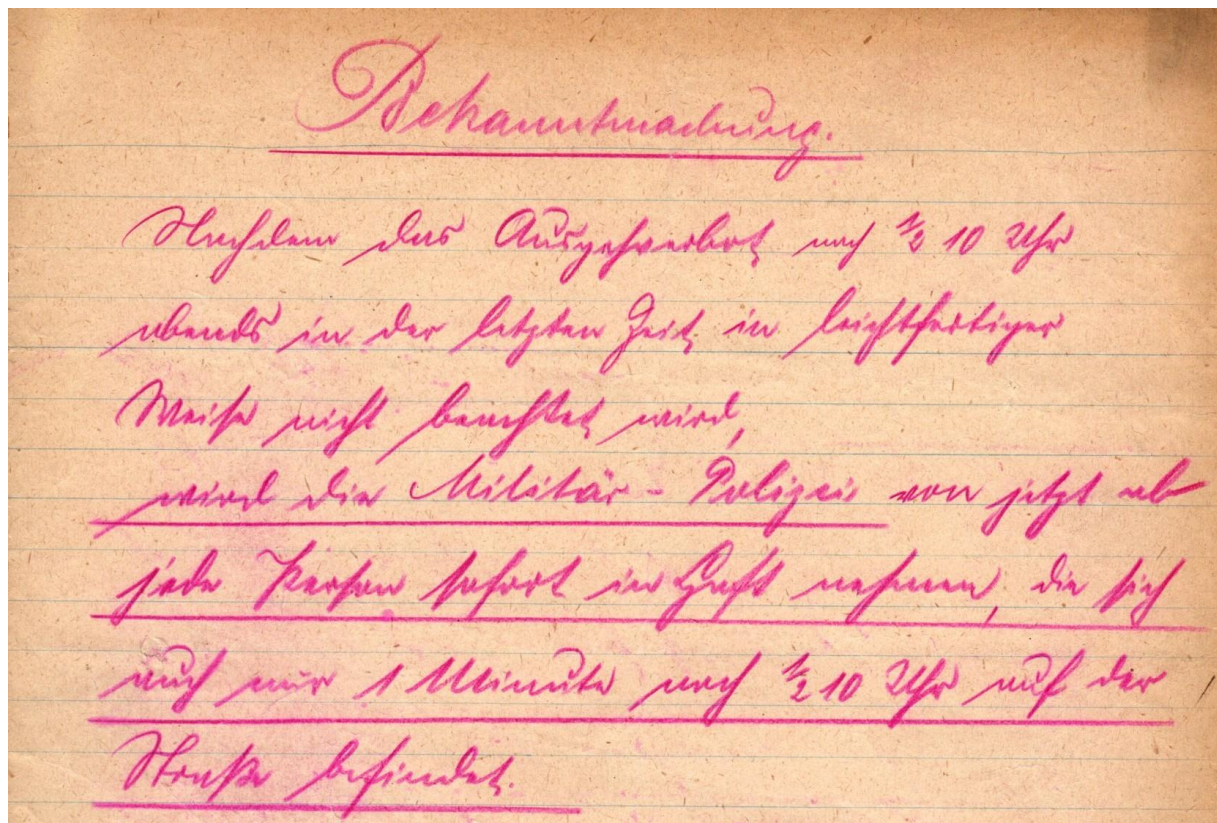 Bekanntmachung.
Nachdem das Ausgehverbot nach ½ 10 Uhr
abends in der letzten Zeit in leichtfertiger
Weise nicht beachtet wird,
wird die Militär-Polizei von jetzt ab
jede Person sofort in Haft nehmen, die sich
auch nur 1 Minute nach ½ 10 Uhr auf der
Straße befindet.